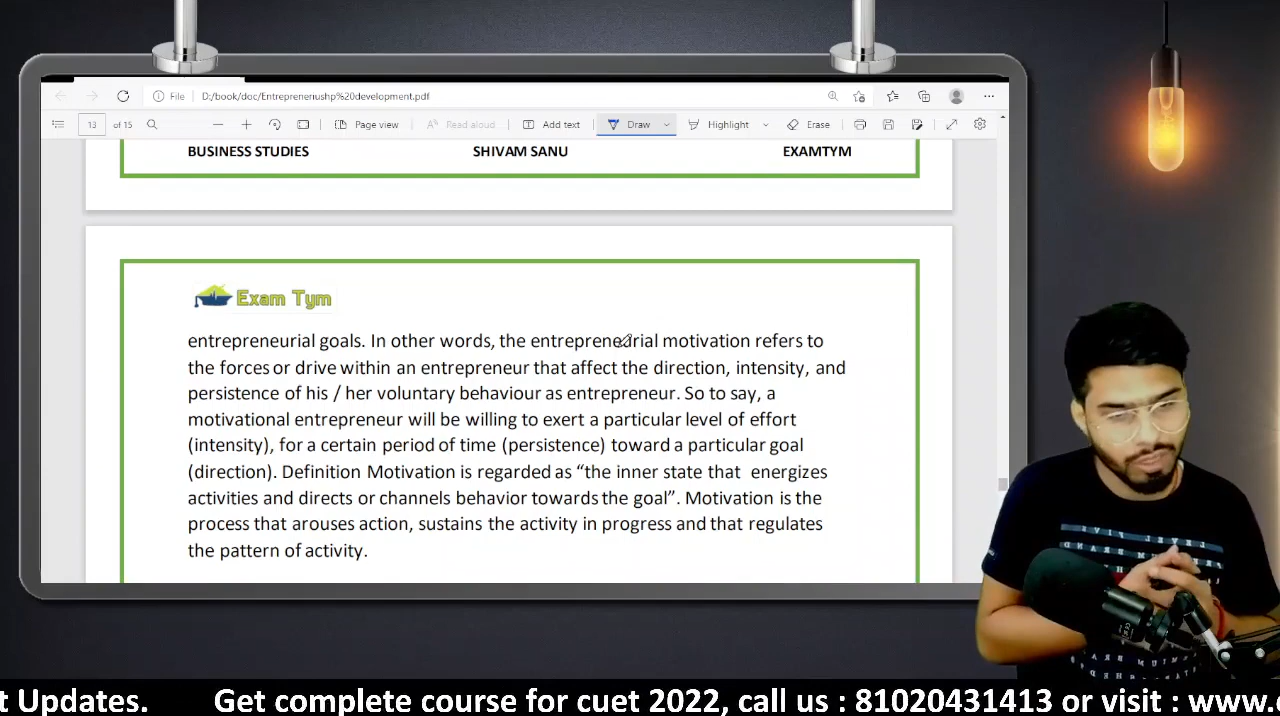 File D:/book/doc/Entrepreneriushp%20development.pdf
13 of 15 Page view Read aloud Add text Draw Highlight Erase
BUSINESS STUDIES SHIVAM SANU EXAMTYM
Exam Tym
entrepreneurial goals. In other words, the entrepreneurial motivation refers to
the forces or drive within an entrepreneur that affect the direction, intensity, and
persistence of his / her voluntary behaviour as entrepreneur. So to say, a
motivational entrepreneur will be willing to exert a particular level of effort
(intensity), for a certain period of time (persistence) toward a particular goal
(direction). Definition Motivation is regarded as “the inner state that energizes
activities and directs or channels behavior towards the goal”. Motivation is the
process that arouses action, sustains the activity in progress and that regulates
the pattern of activity.
t Updates. Get complete course for cuet 2022, call us : 81020431413 or visit : www.